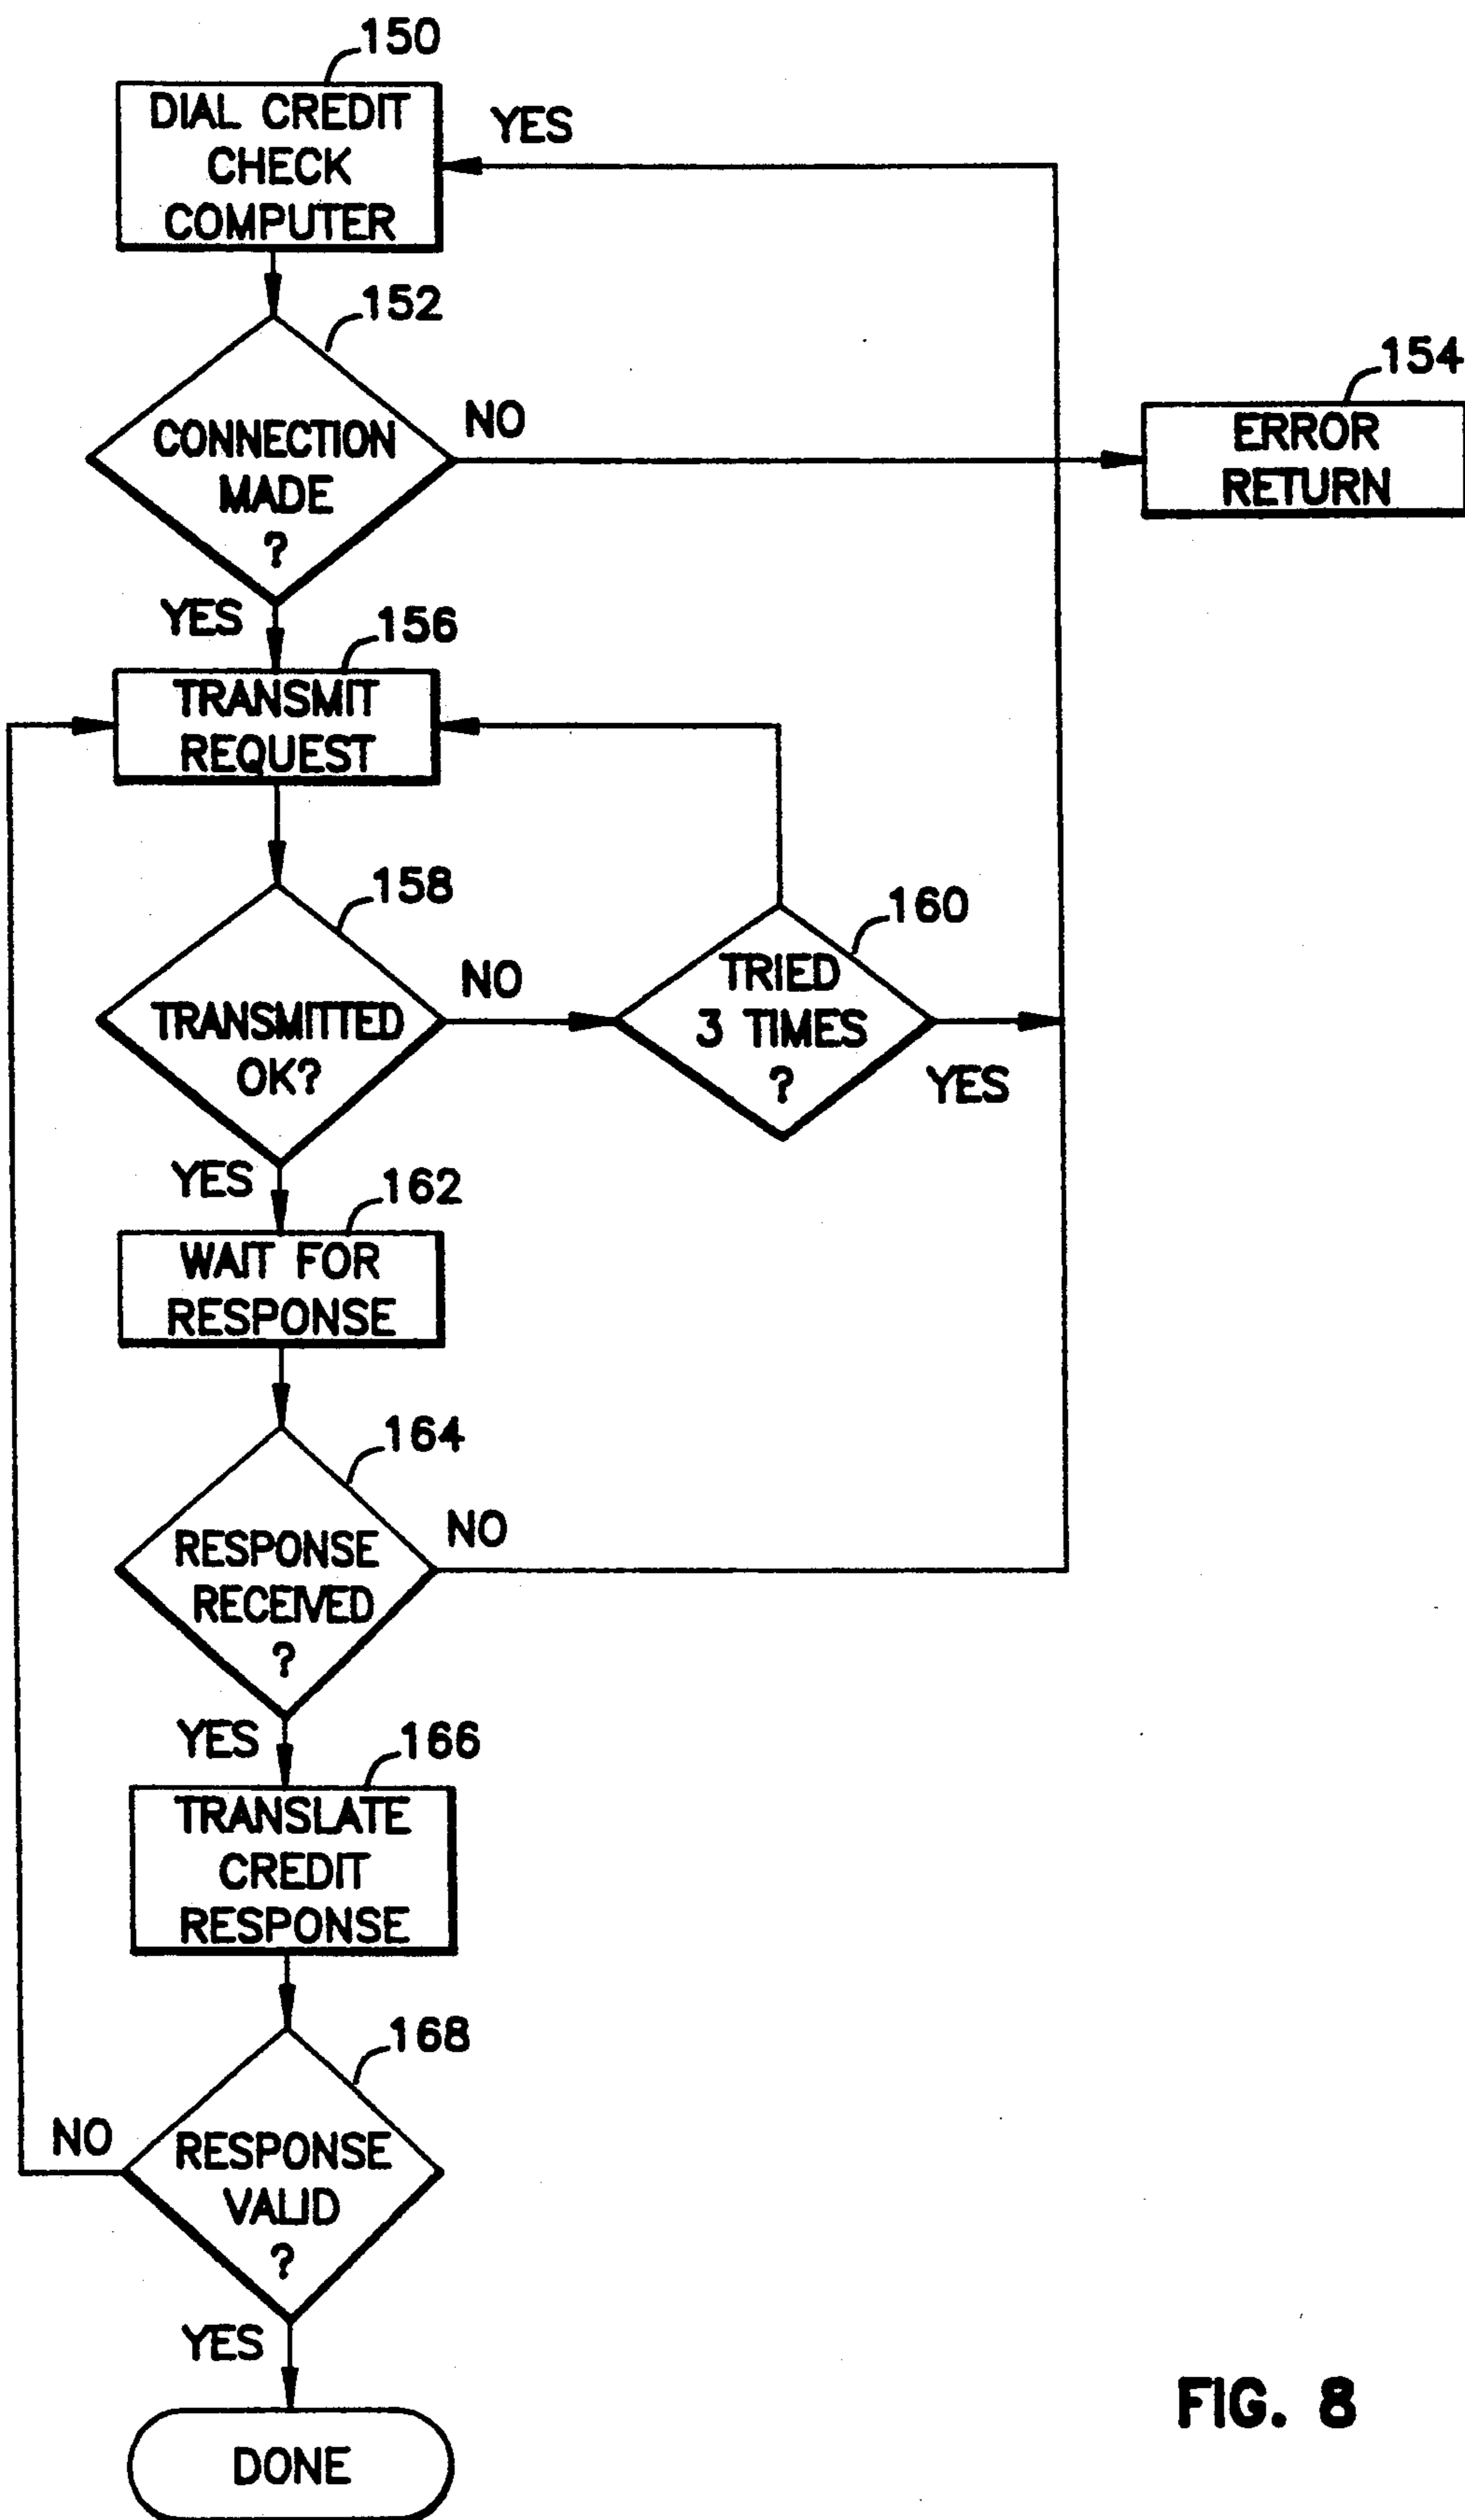 150
DIAL CREDIT
CHECK
COMPUTER
YES
152
CONNECTION
MADE
?
NO
154
ERROR
RETURN
YES
156
TRANSMIT
REQUEST
158
TRANSMITTED
OK?
NO
160
TRIED
3 TIMES
?
YES
YES
162
WAIT FOR
RESPONSE
164
RESPONSE
RECEIVED
?
NO
YES
166
TRANSLATE
CREDIT
RESPONSE
168
RESPONSE
VALID
?
NO
YES
DONE
FIG. 8